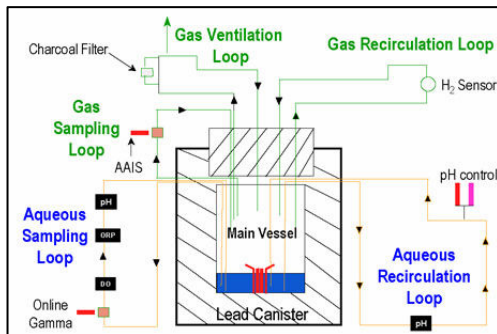 Gas Ventilation
Loop
Charcoal Filter
Gas Recirculation Loop
H2 Sensor
Gas
Sampling
Loop
AAIS
pH control
pH
Aqueous
Sampling
Loop
ORP
DO
Main Vessel
Aqueous
Recirculation
Loop
Online
Gamma
Lead Canister
pH